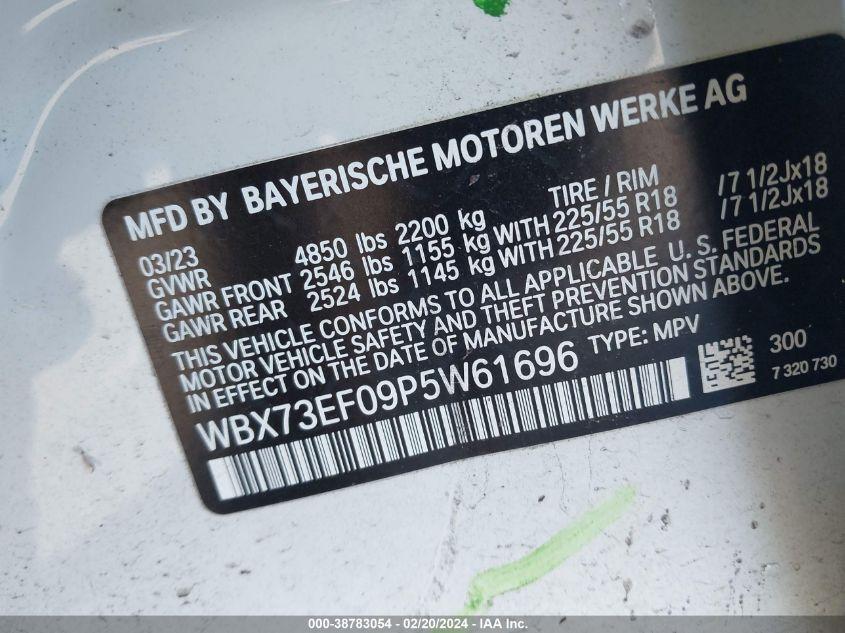 MFD BY BAYERISCHE MOTOREN WERKE AG
03/23
GVWR 4850 lbs 2200 kg TIRE / RIM
GAWR FRONT 2546 lbs 1155 kg WITH 225/55 R18 /7 1/2Jx18
GAWR REAR 2524 lbs 1145 kg WITH 225/55 R18 /7 1/2Jx18
THIS VEHICLE CONFORMS TO ALL APPLICABLE U. S. FEDERAL
MOTOR VEHICLE SAFETY AND THEFT PREVENTION STANDARDS
IN EFFECT ON THE DATE OF MANUFACTURE SHOWN ABOVE.
WBX73EF09P5W61696 TYPE: MPV
300
7 320 730
000-38783054 - 02/20/2024 - IAA Inc.